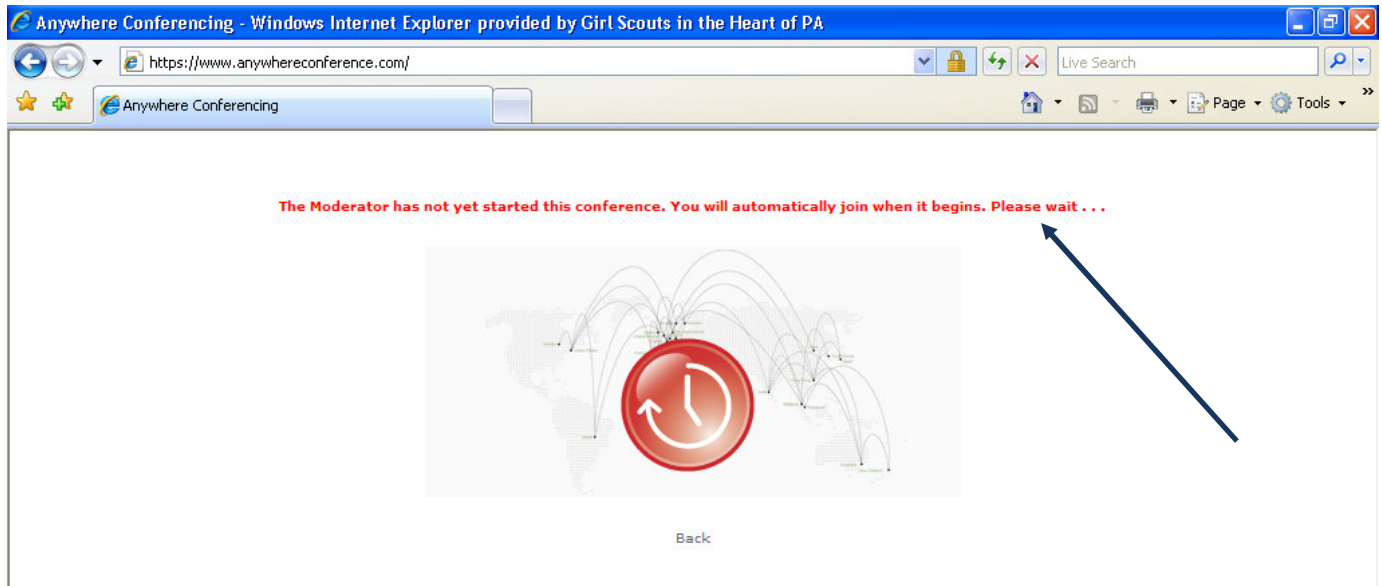 Anywhere Conferencing - Windows Internet Explorer provided by Girl Scouts in the Heart of PA
https://www.anywhereconference.com/
Live Search
Anywhere Conferencing
Page
Tools
The Moderator has not yet started this conference. You will automatically join when it begins. Please wait . . .
Back